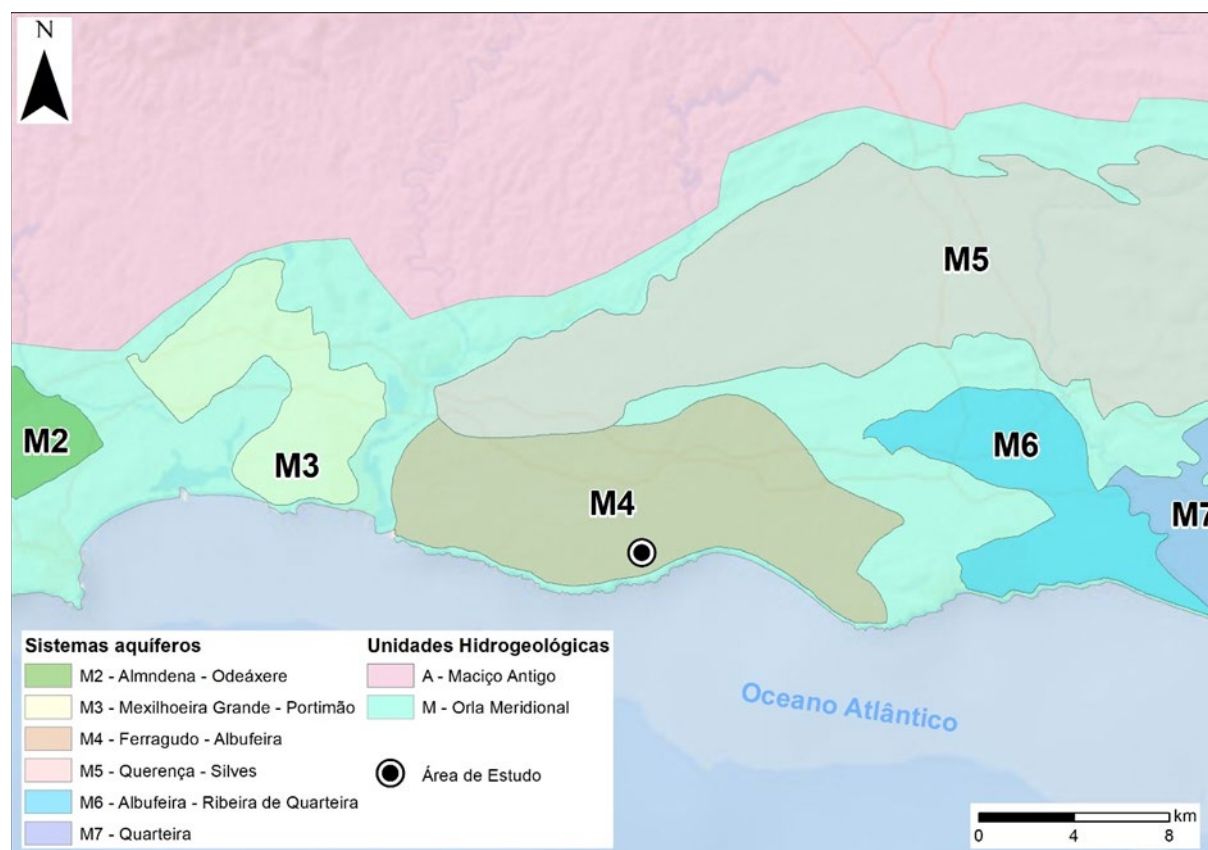 N
M5
M2
M3
M6
M4
M7
Sistemas aquíferos
M2 - Almndena - Odeáxere
M3 - Mexilhoeira Grande - Portimão
M4 - Ferragudo - Albufeira
M5 - Querença - Silves
M6 - Albufeira - Ribeira de Quarteira
M7 - Quarteira
Unidades Hidrogeológicas
A - Maciço Antigo
M - Orla Meridional
Área de Estudo
Oceano Atlântico
km
0 4 8